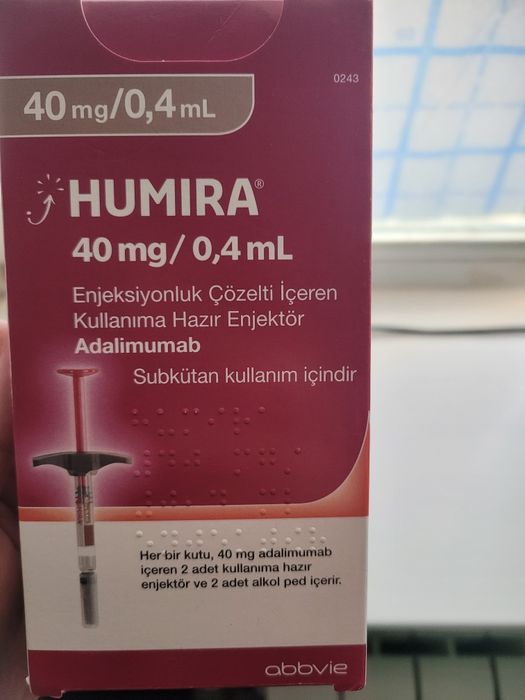 0243
40 mg/0,4 mL
HUMIRA®
40 mg/ 0,4 mL
Enjeksiyonluk Çözelti İçeren
Kullanıma Hazır Enjektör
Adalimumab
Subkütan kullanım içindir
Her bir kutu, 40 mg adalimumab
içeren 2 adet kullanıma hazır
enjektör ve 2 adet alkol ped içerir.
abbvie